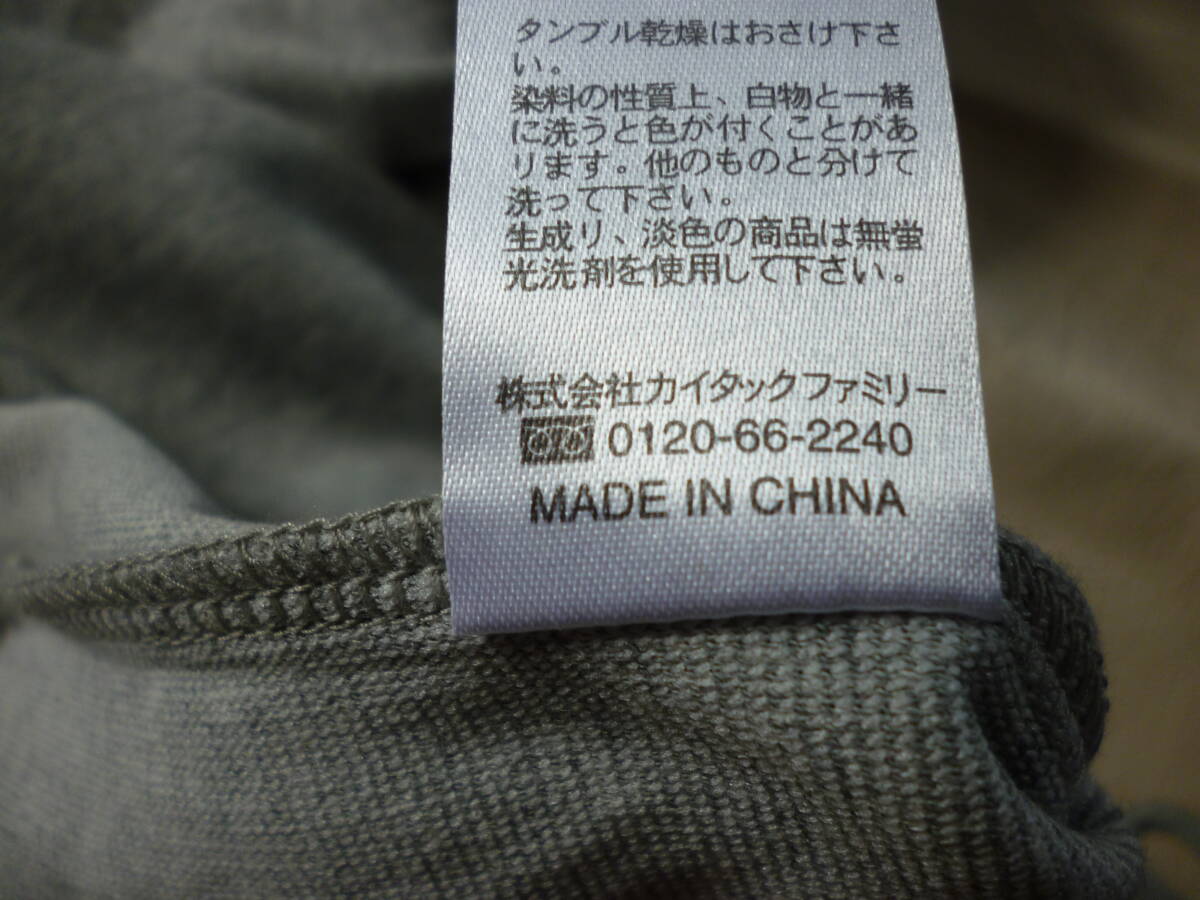 タンブル乾燥はおさけ下さ
い。
染料の性質上、白物と一緒
に洗うと色が付くことがあ
ります。他のものと分けて
洗って下さい。
生成り、淡色の商品は無蛍
光洗剤を使用して下さい。
株式会社カイタックファミリー
0120-66-2240
MADE IN CHINA